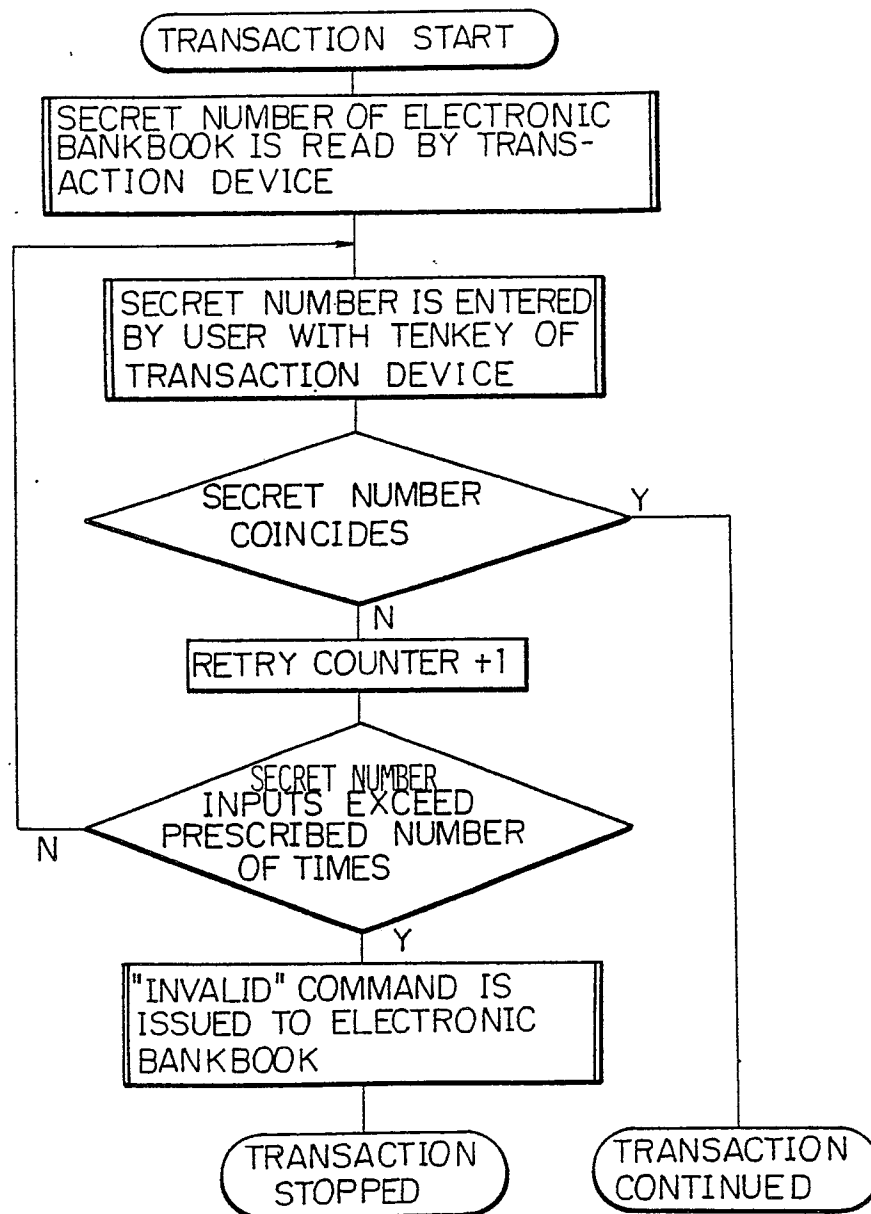 TRANSACTION START
SECRET NUMBER OF ELECTRONIC
BANKBOOK IS READ BY TRANS-
ACTION DEVICE
SECRET NUMBER IS ENTERED
BY USER WITH TENKEY OF
TRANSACTION DEVICE
SECRET NUMBER
COINCIDES
Y
N
RETRY COUNTER +1
SECRET NUMBER
INPUTS EXCEED
PRESCRIBED NUMBER
OF TIMES
N
Y
"INVALID" COMMAND IS
ISSUED TO ELECTRONIC
BANKBOOK
TRANSACTION
STOPPED
TRANSACTION
CONTINUED